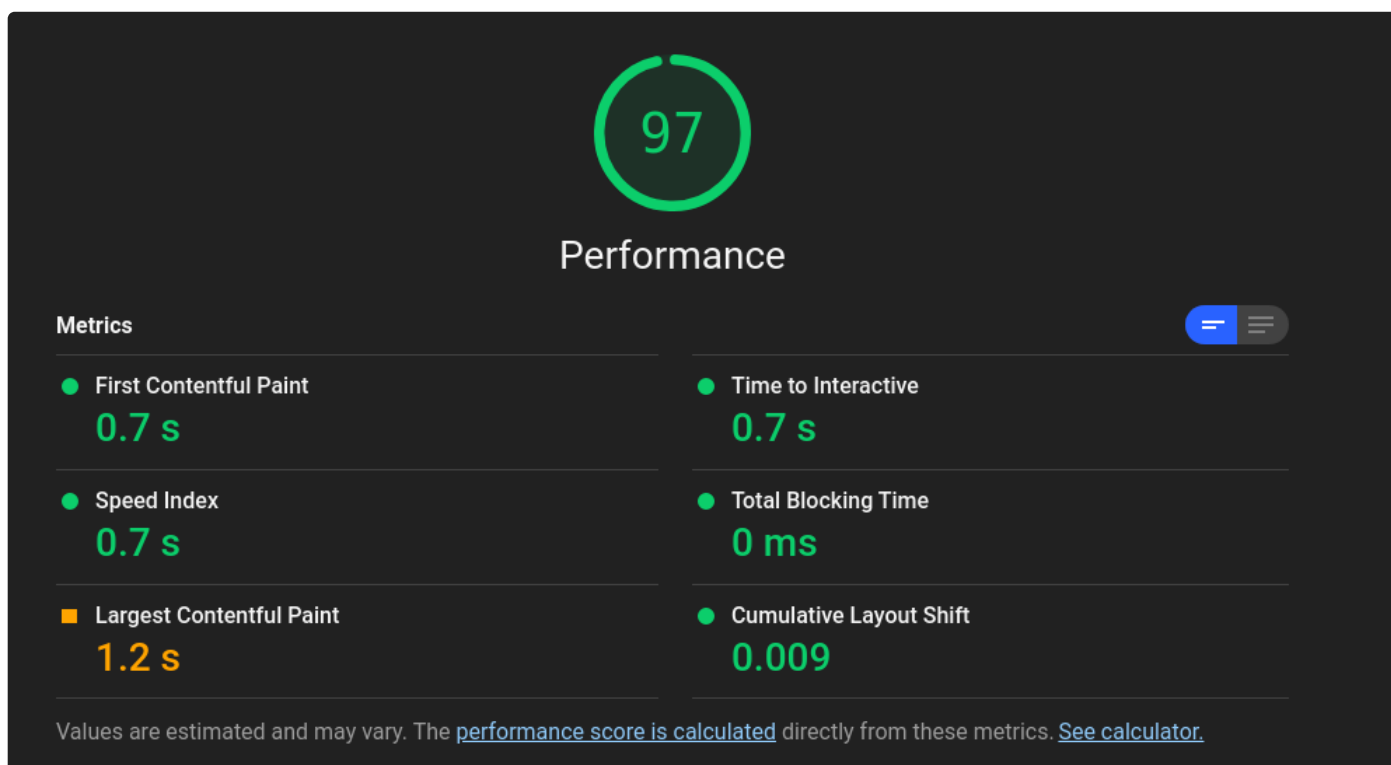 97
Performance
Metrics
First Contentful Paint
0.7 s
Time to Interactive
0.7 s
Speed Index
0.7 s
Total Blocking Time
0 ms
Largest Contentful Paint
1.2 s
Cumulative Layout Shift
0.009
Values are estimated and may vary. The performance score is calculated directly from these metrics. See calculator.